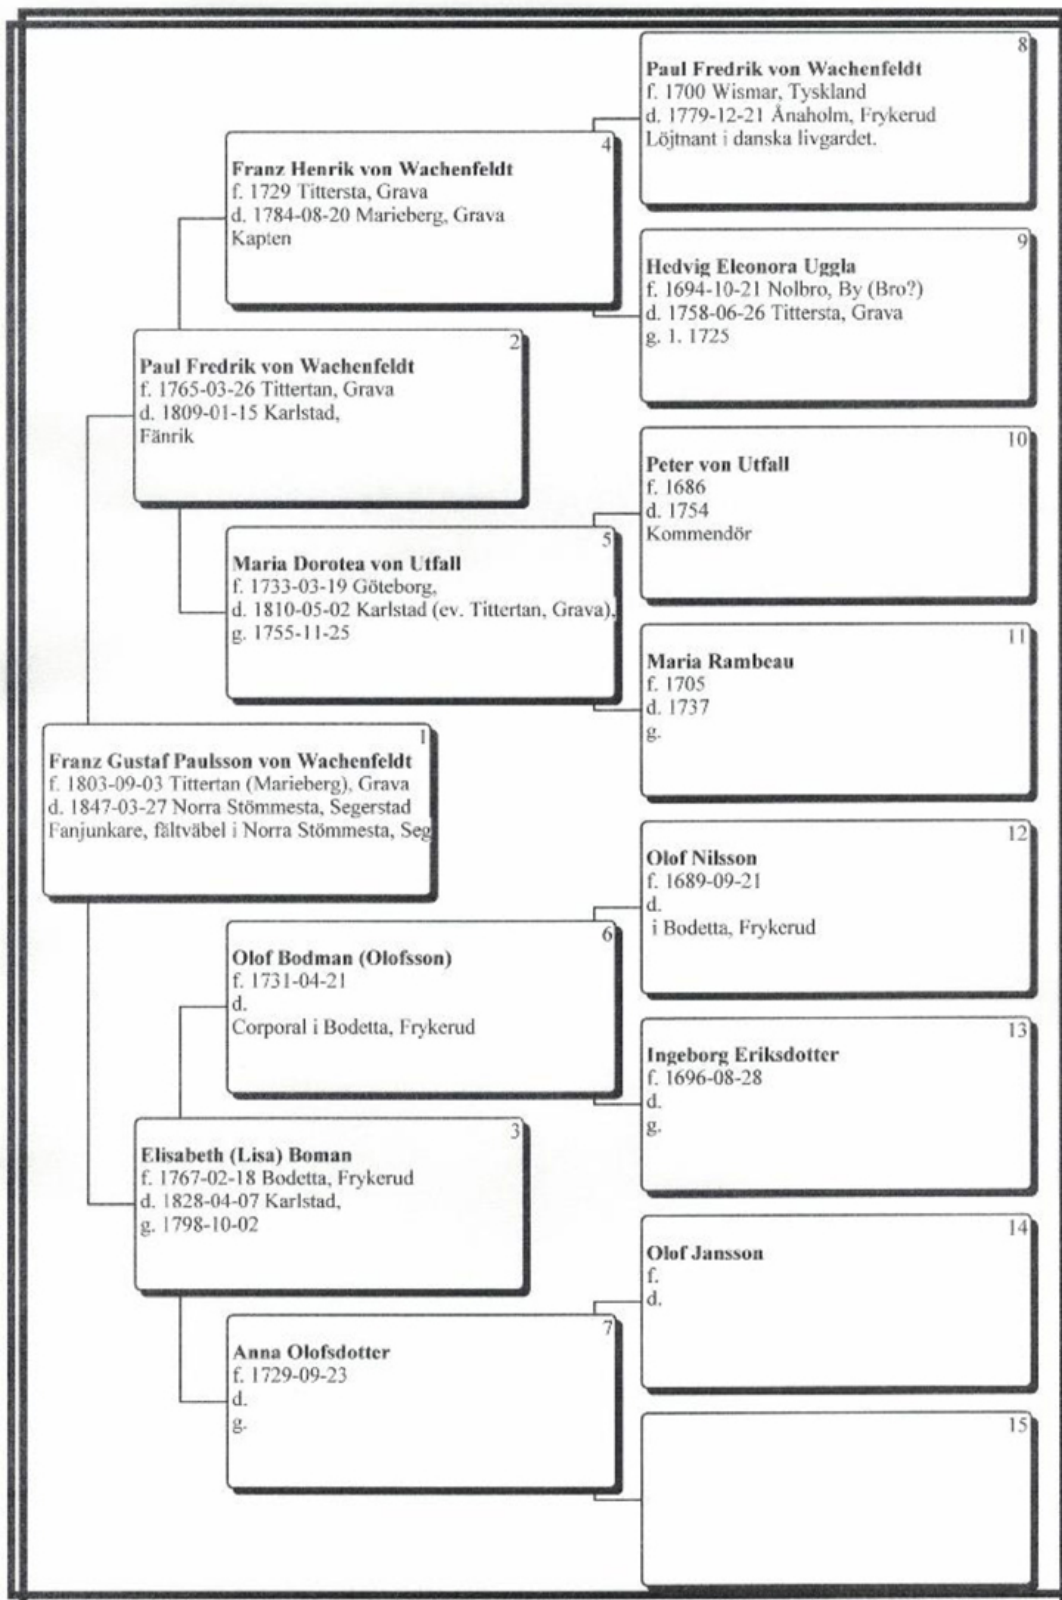 8
Paul Fredrik von Wachenfeldt
f. 1700 Wismar, Tyskland
d. 1779-12-21 Ånaholm, Frykerud
Löjtnant i danska livgardet.
4
Franz Henrik von Wachenfeldt
f. 1729 Tittersta, Grava
d. 1784-08-20 Marieberg, Grava
Kapten
9
Hedvig Eleonora Uggla
f. 1694-10-21 Nolbro, By (Bro?)
d. 1758-06-26 Tittersta, Grava
g. 1. 1725
2
Paul Fredrik von Wachenfeldt
f. 1765-03-26 Tittertan, Grava
d. 1809-01-15 Karlstad,
Fänrik
10
Peter von Utfall
f. 1686
d. 1754
Kommendör
5
Maria Dorotea von Utfall
f. 1733-03-19 Göteborg,
d. 1810-05-02 Karlstad (ev. Tittertan, Grava),
g. 1755-11-25
11
Maria Rambeau
f. 1705
d. 1737
g.
1
Franz Gustaf Paulsson von Wachenfeldt
f. 1803-09-03 Tittertan (Marieberg), Grava
d. 1847-03-27 Norra Stömmesta, Segerstad
Fanjunkare, fältväbel i Norra Stömmesta, Seg
12
Olof Nilsson
f. 1689-09-21
d.
i Bodetta, Frykerud
6
Olof Bodman (Olofsson)
f. 1731-04-21
d.
Corporal i Bodetta, Frykerud
13
Ingeborg Eriksdotter
f. 1696-08-28
d.
g.
3
Elisabeth (Lisa) Boman
f. 1767-02-18 Bodetta, Frykerud
d. 1828-04-07 Karlstad,
g. 1798-10-02
14
Olof Jansson
f.
d.
7
Anna Olofsdotter
f. 1729-09-23
d.
g.
15